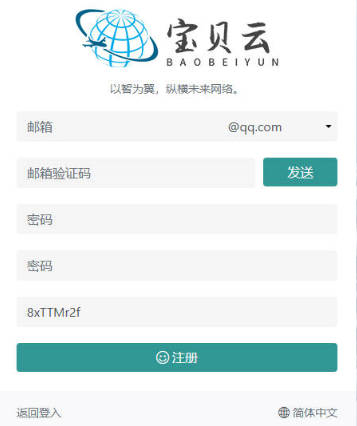 宝贝云
BAOBEIYUN
以智为翼，纵横未来网络。
邮箱 @qq.com
邮箱验证码 发送
密码
密码
8xTTMr2f
注册
返回登入 简体中文